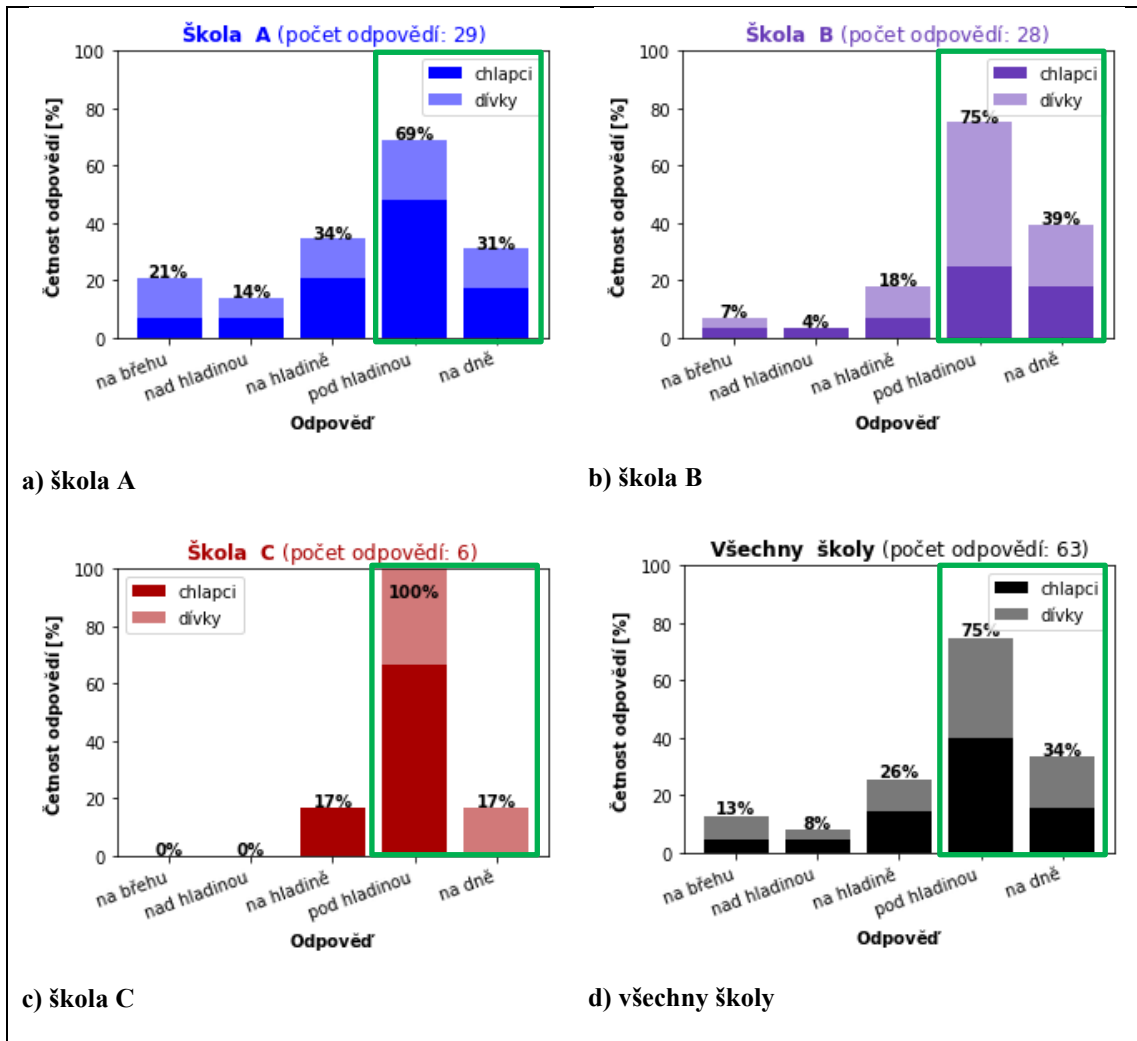 Škola A (počet odpovědí: 29)
Četnost odpovědí [%]
100
80
60
40
20
0
chlapci
dívky
21%
14%
34%
69%
31%
na břehu
nad hladinou
na hladině
pod hladinou
na dně
Odpověď
a) škola A
Škola B (počet odpovědí: 28)
Četnost odpovědí [%]
100
80
60
40
20
0
chlapci
dívky
7%
4%
18%
75%
39%
na břehu
nad hladinou
na hladině
pod hladinou
na dně
Odpověď
b) škola B
Škola C (počet odpovědí: 6)
Četnost odpovědí [%]
100
80
60
40
20
0
chlapci
dívky
0%
0%
17%
100%
17%
na břehu
nad hladinou
na hladině
pod hladinou
na dně
Odpověď
c) škola C
Všechny školy (počet odpovědí: 63)
Četnost odpovědí [%]
100
80
60
40
20
0
chlapci
dívky
13%
8%
26%
75%
34%
na břehu
nad hladinou
na hladině
pod hladinou
na dně
Odpověď
d) všechny školy